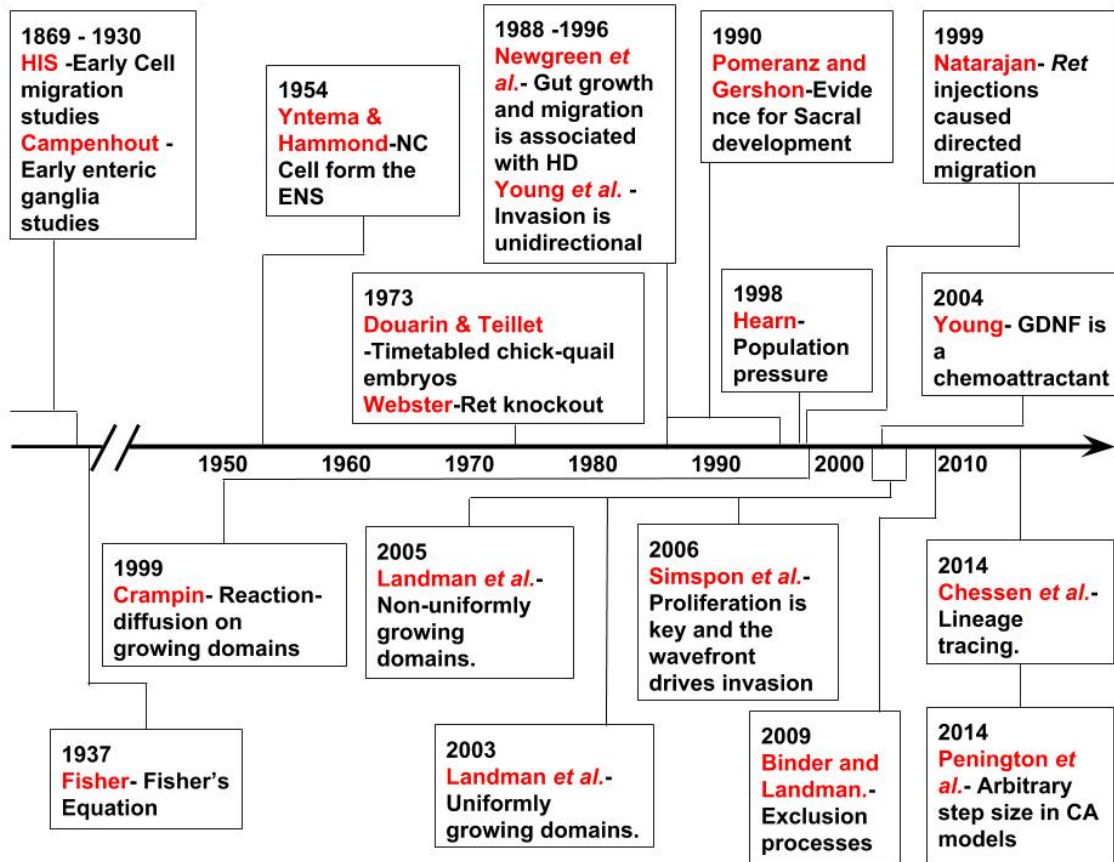 1869 - 1930
HIS -Early Cell
migration
studies
Campenhout -
Early enteric
ganglia
studies
1954
Yntema &
Hammond-NC
Cell form the
ENS
1988 -1996
Newgreen et
al.- Gut growth
and migration
is associated
with HD
Young et al. -
Invasion is
unidirectional
1990
Pomeranz and
Gershon-Evide
nce for Sacral
development
1999
Natarajan- Ret
injections
caused
directed
migration
1973
Douarin & Teillet
-Timetabled chick-quail
embryos
Webster-Ret knockout
1998
Hearn-
Population
pressure
2004
Young- GDNF is
a
chemoattractant
1950 1960 1970 1980 1990 2000 2010
1999
Crampin- Reaction-
diffusion on
growing domains
2005
Landman et al.-
Non-uniformly
growing
domains.
2006
Simspon et al.-
Proliferation is
key and the
wavefront
drives invasion
2014
Chessen et al.-
Lineage
tracing.
1937
Fisher- Fisher’s
Equation
2003
Landman et al.-
Uniformly
growing domains.
2009
Binder and
Landman.-
Exclusion
processes
2014
Penington et
al.- Arbitrary
step size in CA
models